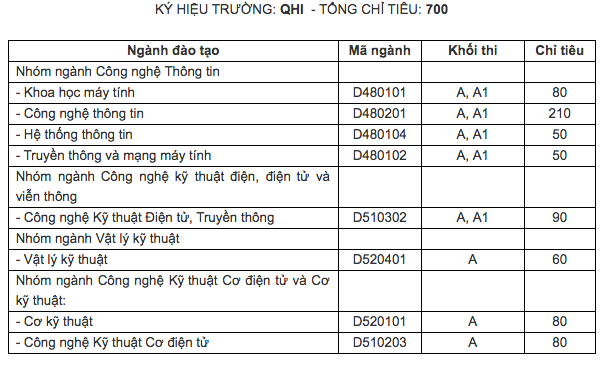 KÝ HIỆU TRƯỜNG: QHI - TỔNG CHỈ TIÊU: 700
Ngành đào tạo Mã ngành Khối thi Chỉ tiêu
Nhóm ngành Công nghệ Thông tin
- Khoa học máy tính D480101 A, A1 80
- Công nghệ thông tin D480201 A, A1 210
- Hệ thống thông tin D480104 A, A1 50
- Truyền thông và mạng máy tính D480102 A, A1 50
Nhóm ngành Công nghệ kỹ thuật điện, điện tử và
viễn thông
- Công nghệ Kỹ thuật Điện tử, Truyền thông D510302 A, A1 90
Nhóm ngành Vật lý kỹ thuật
- Vật lý kỹ thuật D520401 A 60
Nhóm ngành Công nghệ Kỹ thuật Cơ điện tử và Cơ
kỹ thuật:
- Cơ kỹ thuật D520101 A 80
- Công nghệ Kỹ thuật Cơ điện tử D510203 A 80